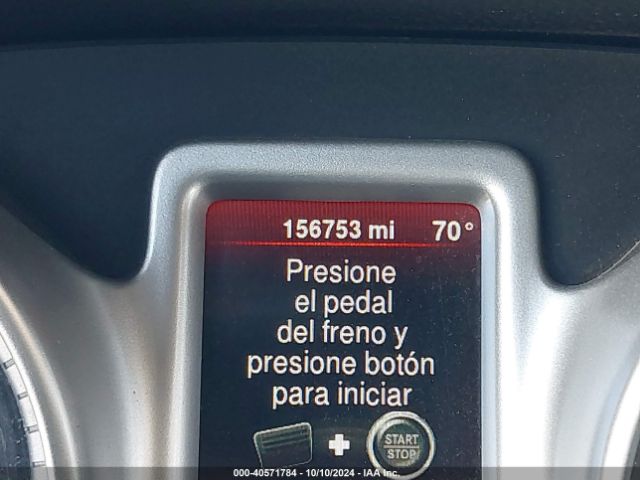 156753 mi 70°
Presione
el pedal
del freno y
presione botón
para iniciar
START
STOP
000-40571784 - 10/10/2024 - IAA Inc.